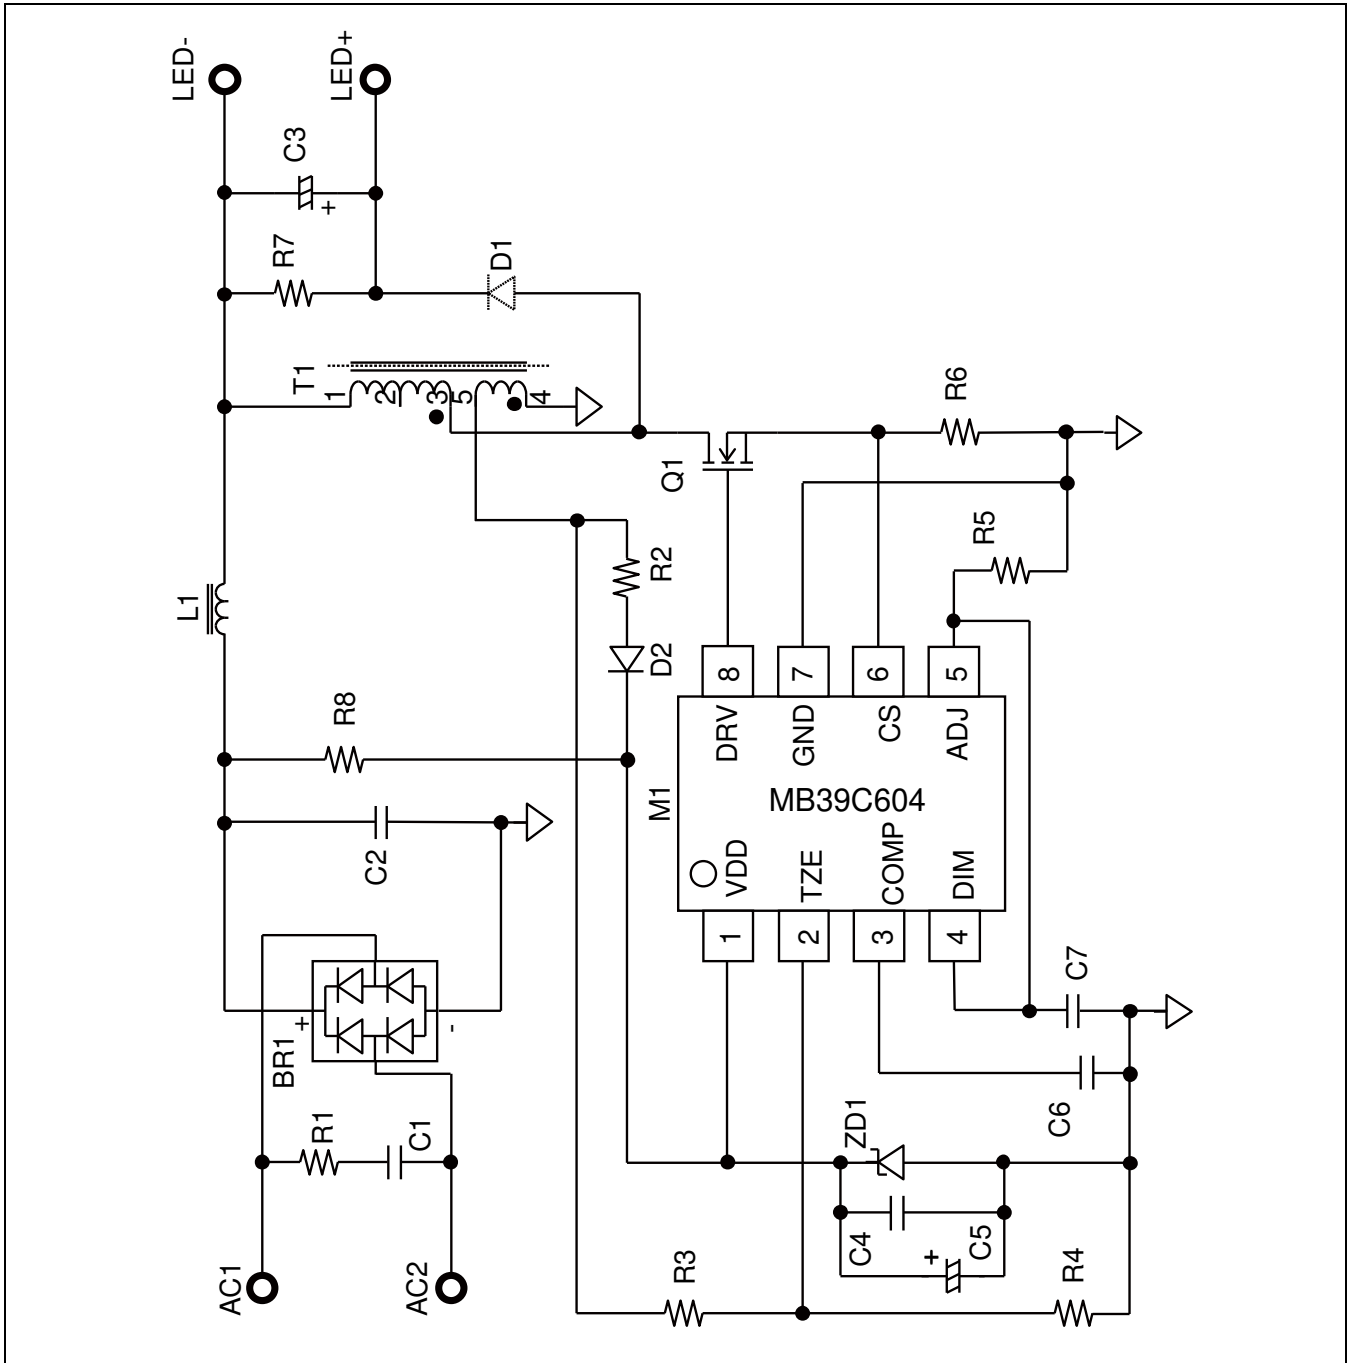 LED-
LED+
C3
+
R7
D1
T1
1
2
3
5
4
R6
Q1
R5
R2
L1
D2
8
7
6
5
R8
DRV
GND
CS
ADJ
M1
MB39C604
C2
VDD
TZE
COMP
DIM
1
2
3
4
C7
+
-
BR1
R1
C1
ZD1
C6
C4
+
C5
AC1
AC2
R3
R4